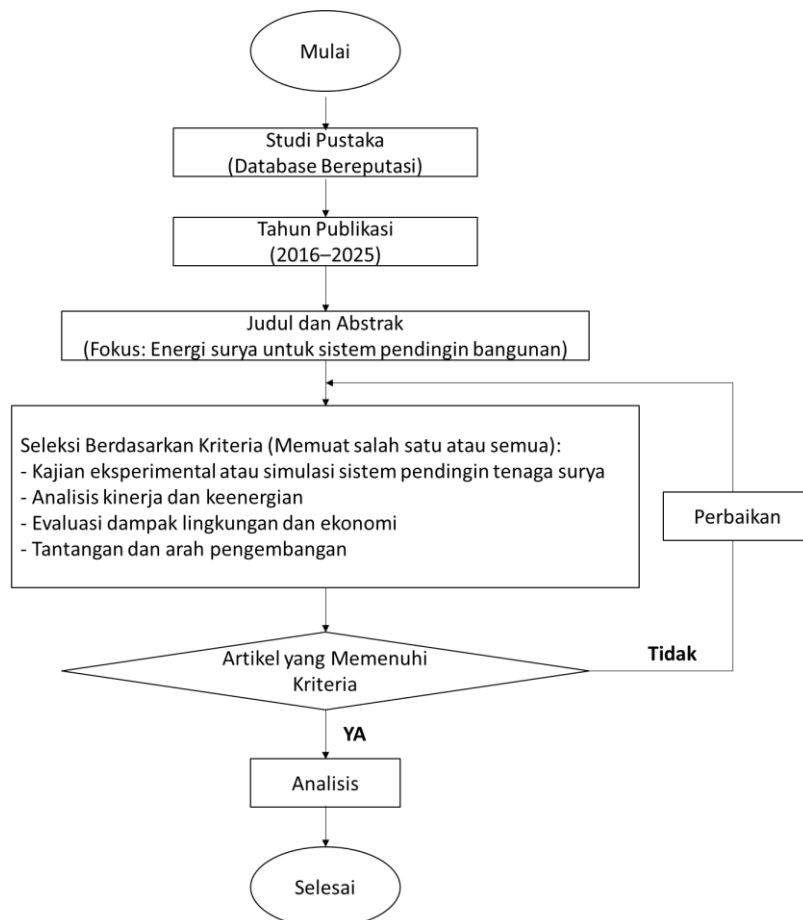 Mulai
Studi Pustaka
(Database Bereputasi)
Tahun Publikasi
(2016–2025)
Judul dan Abstrak
(Fokus: Energi surya untuk sistem pendingin bangunan)
Seleksi Berdasarkan Kriteria (Memuat salah satu atau semua):
- Kajian eksperimental atau simulasi sistem pendingin tenaga surya
- Analisis kinerja dan keenergian
- Evaluasi dampak lingkungan dan ekonomi
- Tantangan dan arah pengembangan
Perbaikan
Artikel yang Memenuhi
Kriteria
Tidak
YA
Analisis
Selesai